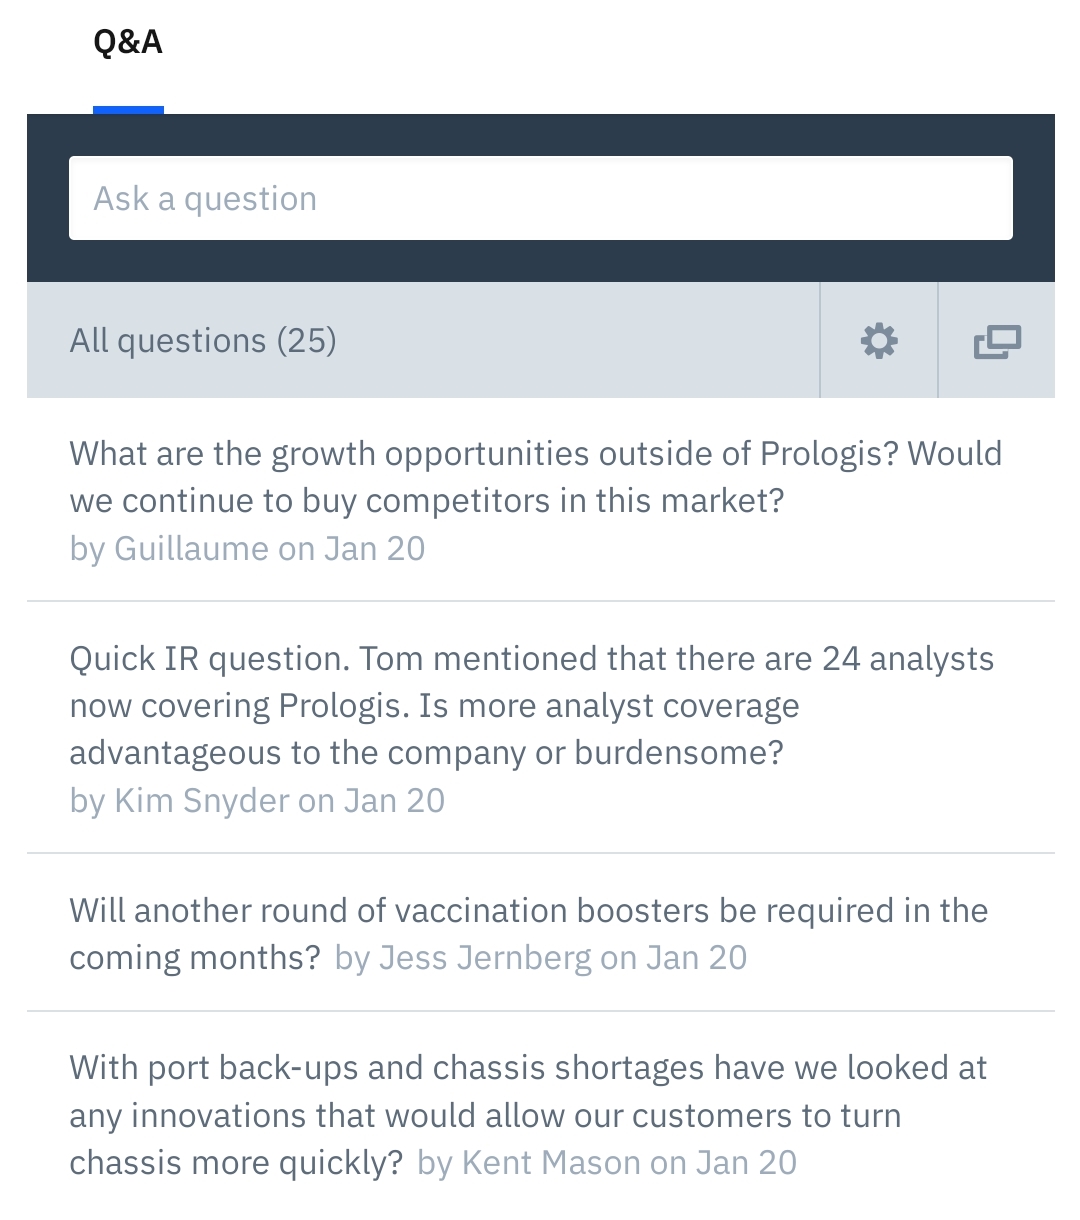 Q&A
Ask a question
All questions (25)
What are the growth opportunities outside of Prologis? Would
we continue to buy competitors in this market?
by Guillaume on Jan 20
Quick IR question. Tom mentioned that there are 24 analysts
now covering Prologis. Is more analyst coverage
advantageous to the company or burdensome?
by Kim Snyder on Jan 20
Will another round of vaccination boosters be required in the
coming months? by Jess Jernberg on Jan 20
With port back-ups and chassis shortages have we looked at
any innovations that would allow our customers to turn
chassis more quickly? by Kent Mason on Jan 20